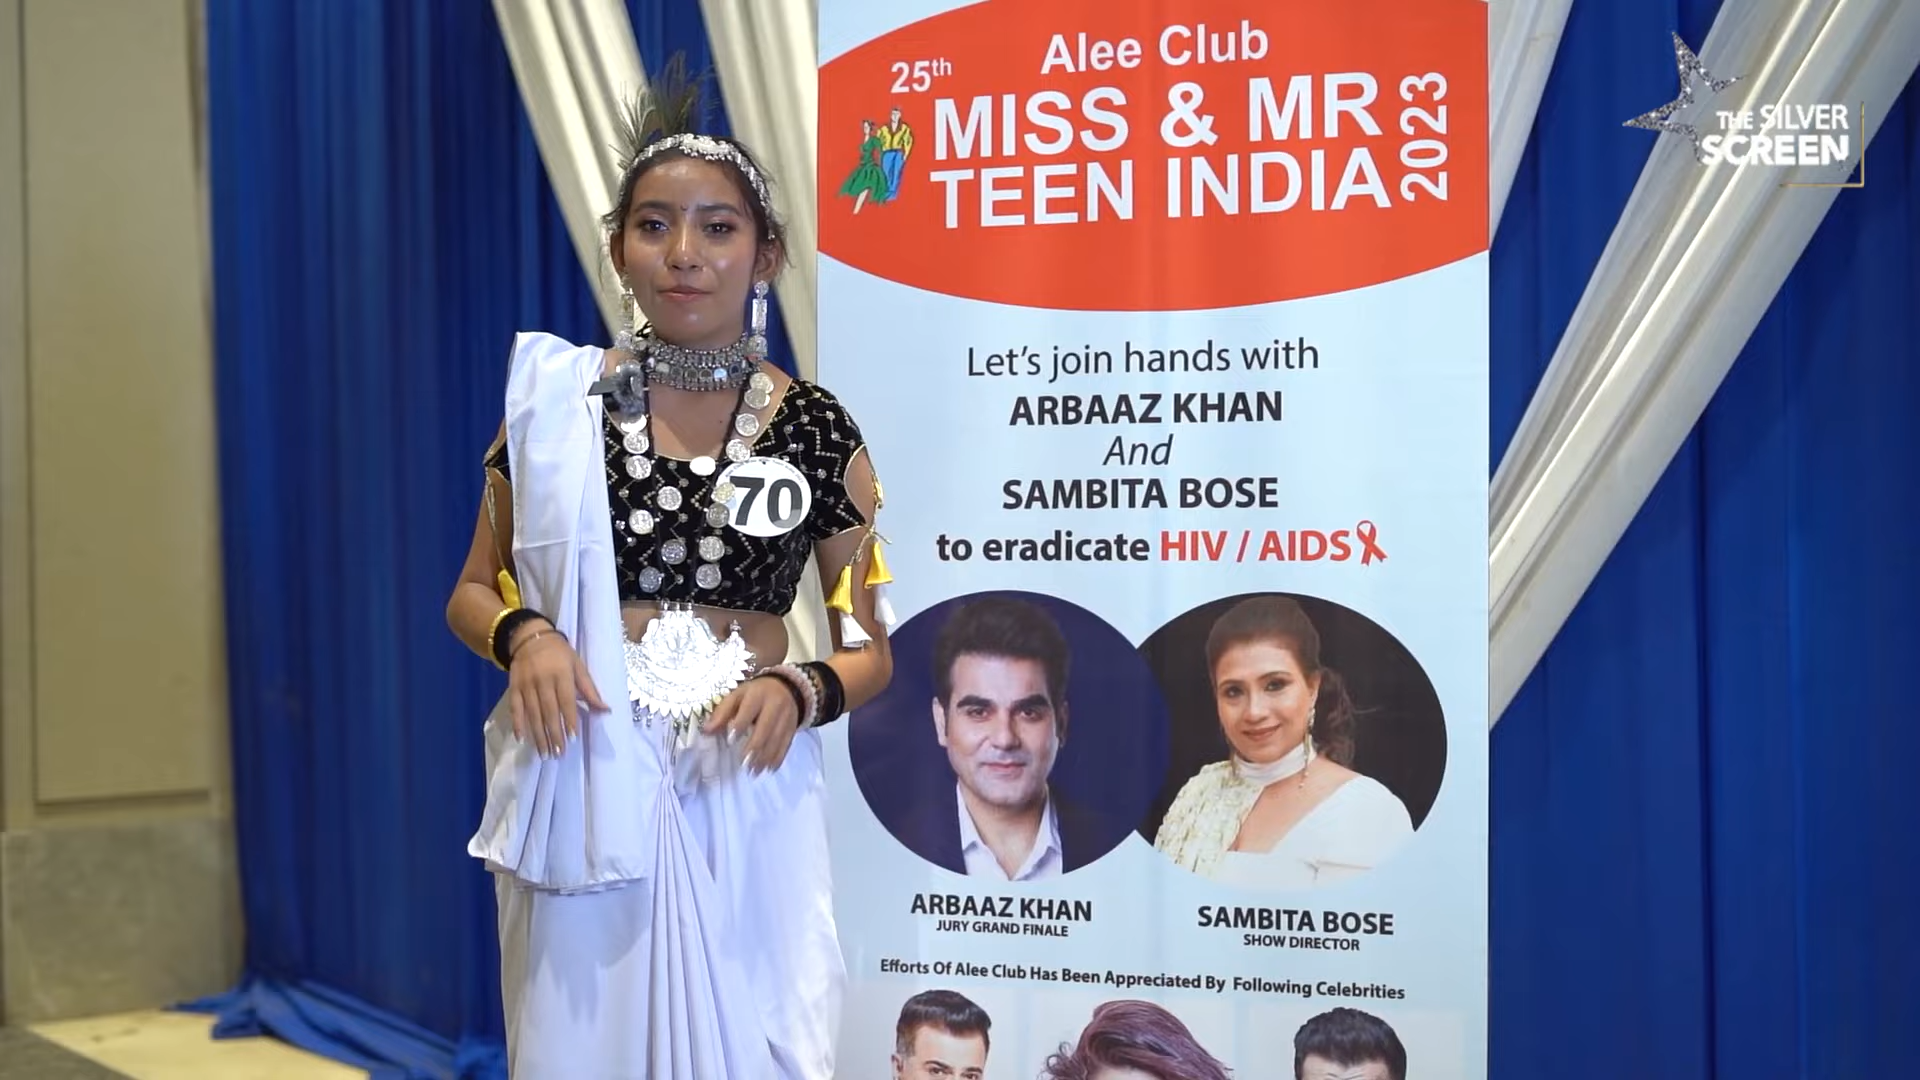 25th
Alee Club
MISS & MR
TEEN INDIA
2023
THE SILVER
SCREEN
Let's join hands with
ARBAAZ KHAN
And
SAMBITA BOSE
to eradicate HIV / AIDS
70
ARBAAZ KHAN
JURY GRAND FINALE
SAMBITA BOSE
SHOW DIRECTOR
Efforts Of Alee Club Has Been Appreciated By Following Celebrities